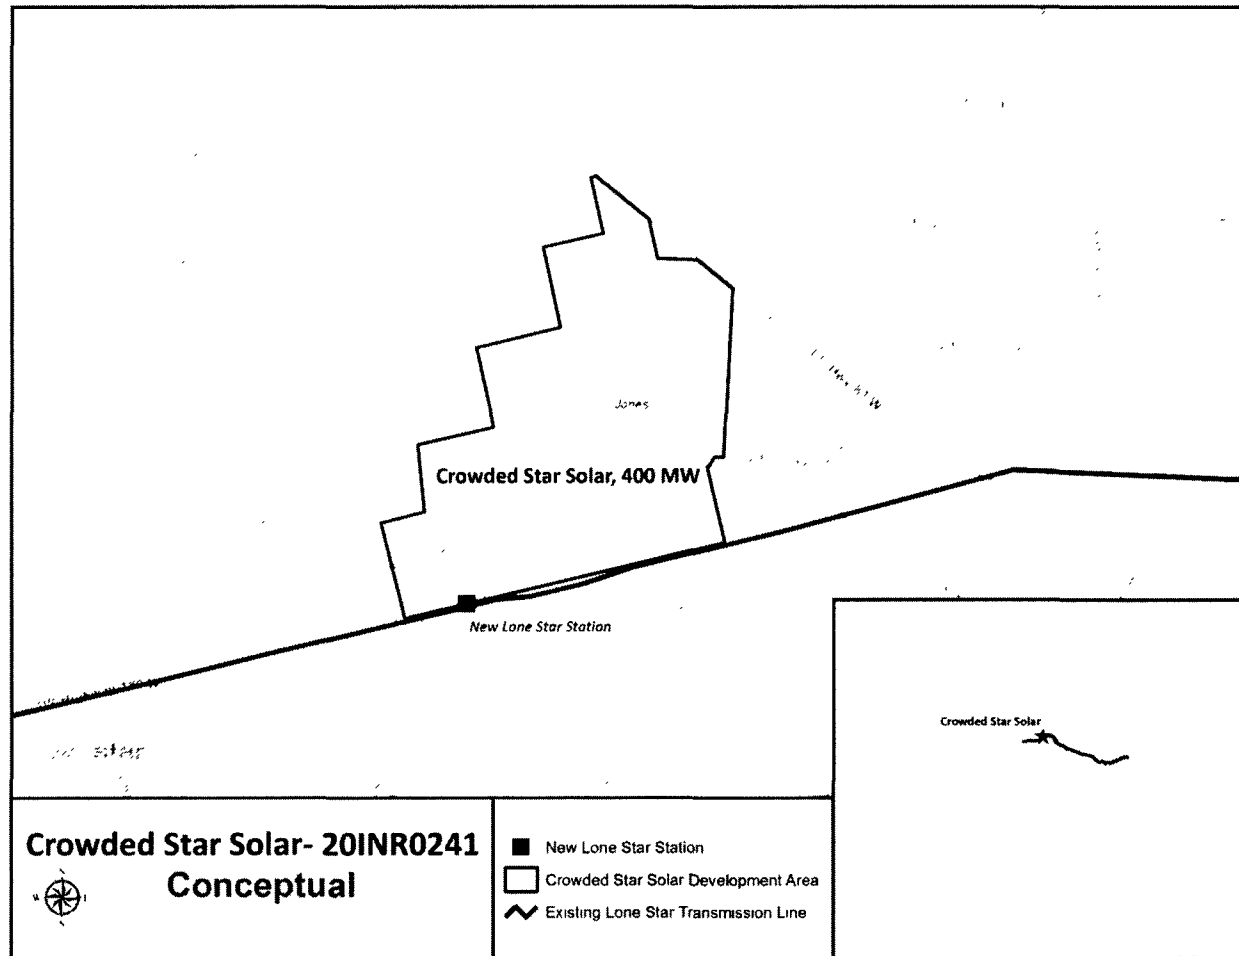 Jones
Crowded Star Solar, 400 MW
New Lone Star Station
Crowded Star Solar
Crowded Star Solar- 20INR0241
Conceptual
New Lone Star Station
Crowded Star Solar Development Area
Existing Lone Star Transmission Line